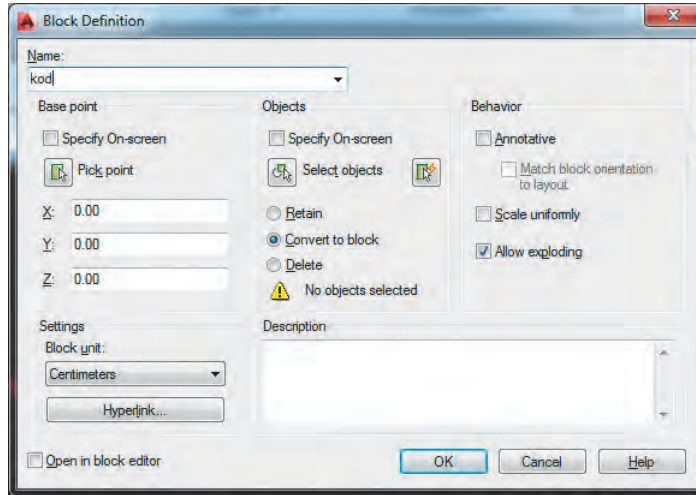 Block Definition
Name:
kod
Base point
Specify On-screen
Pick point
X: 0.00
Y: 0.00
Z: 0.00
Objects
Specify On-screen
Select objects
Retain
Convert to block
Delete
No objects selected
Behavior
Annotative
Match block orientation
to layout
Scale uniformly
Allow exploding
Settings
Block unit:
Centimeters
Hyperlink...
Description
Open in block editor
OK
Cancel
Help